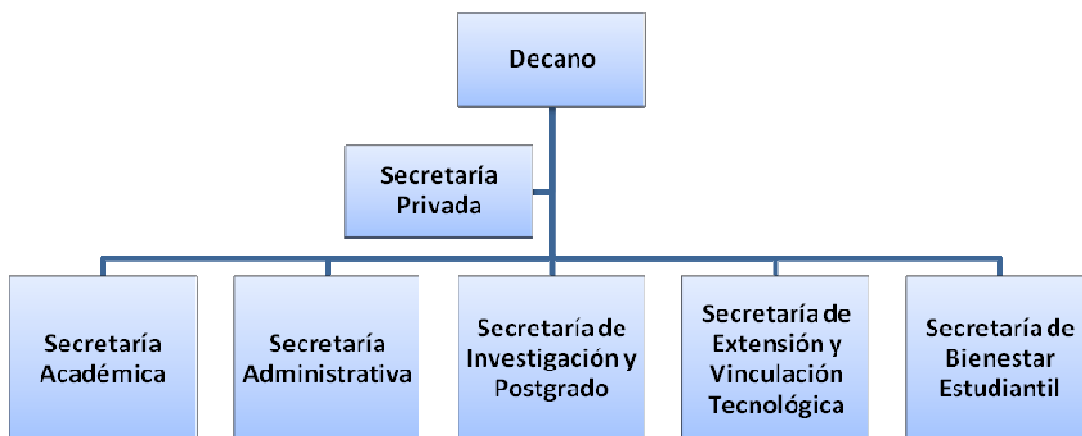 Decano
Secretaría
Privada
Secretaría
Académica
Secretaría
Administrativa
Secretaría de
Investigación y
Postgrado
Secretaría de
Extensión y
Vinculación
Tecnológica
Secretaría de
Bienestar
Estudiantil